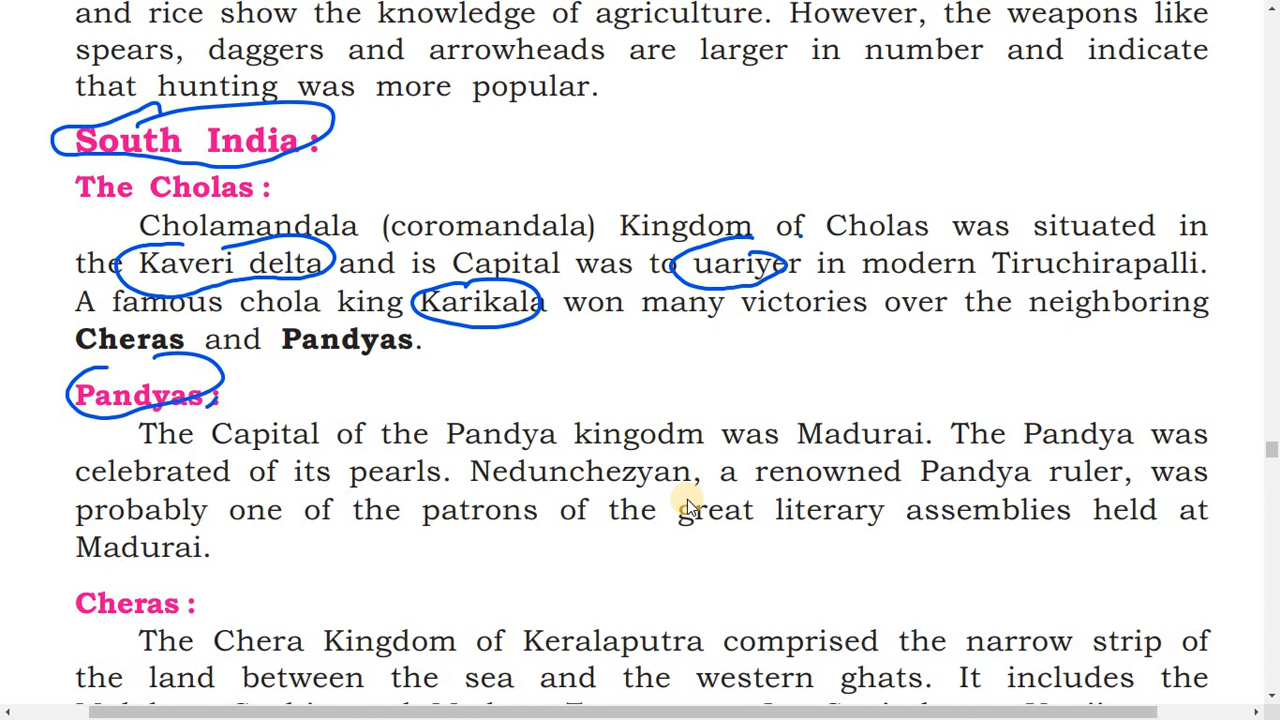 and rice show the knowledge of agriculture. However, the weapons like
spears, daggers and arrowheads are larger in number and indicate
that hunting was more popular.
South India :
The Cholas :
Cholamandala (coromandala) Kingdom of Cholas was situated in
the Kaveri delta and is Capital was to uariyer in modern Tiruchirapalli.
A famous chola king Karikala won many victories over the neighboring
Cheras and Pandyas.
Pandyas :
The Capital of the Pandya kingodm was Madurai. The Pandya was
celebrated of its pearls. Nedunchezyan, a renowned Pandya ruler, was
probably one of the patrons of the great literary assemblies held at
Madurai.
Cheras :
The Chera Kingdom of Keralaputra comprised the narrow strip of
the land between the sea and the western ghats. It includes the